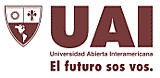 UAI
Universidad Abierta Interamericana
El futuro sos vos.